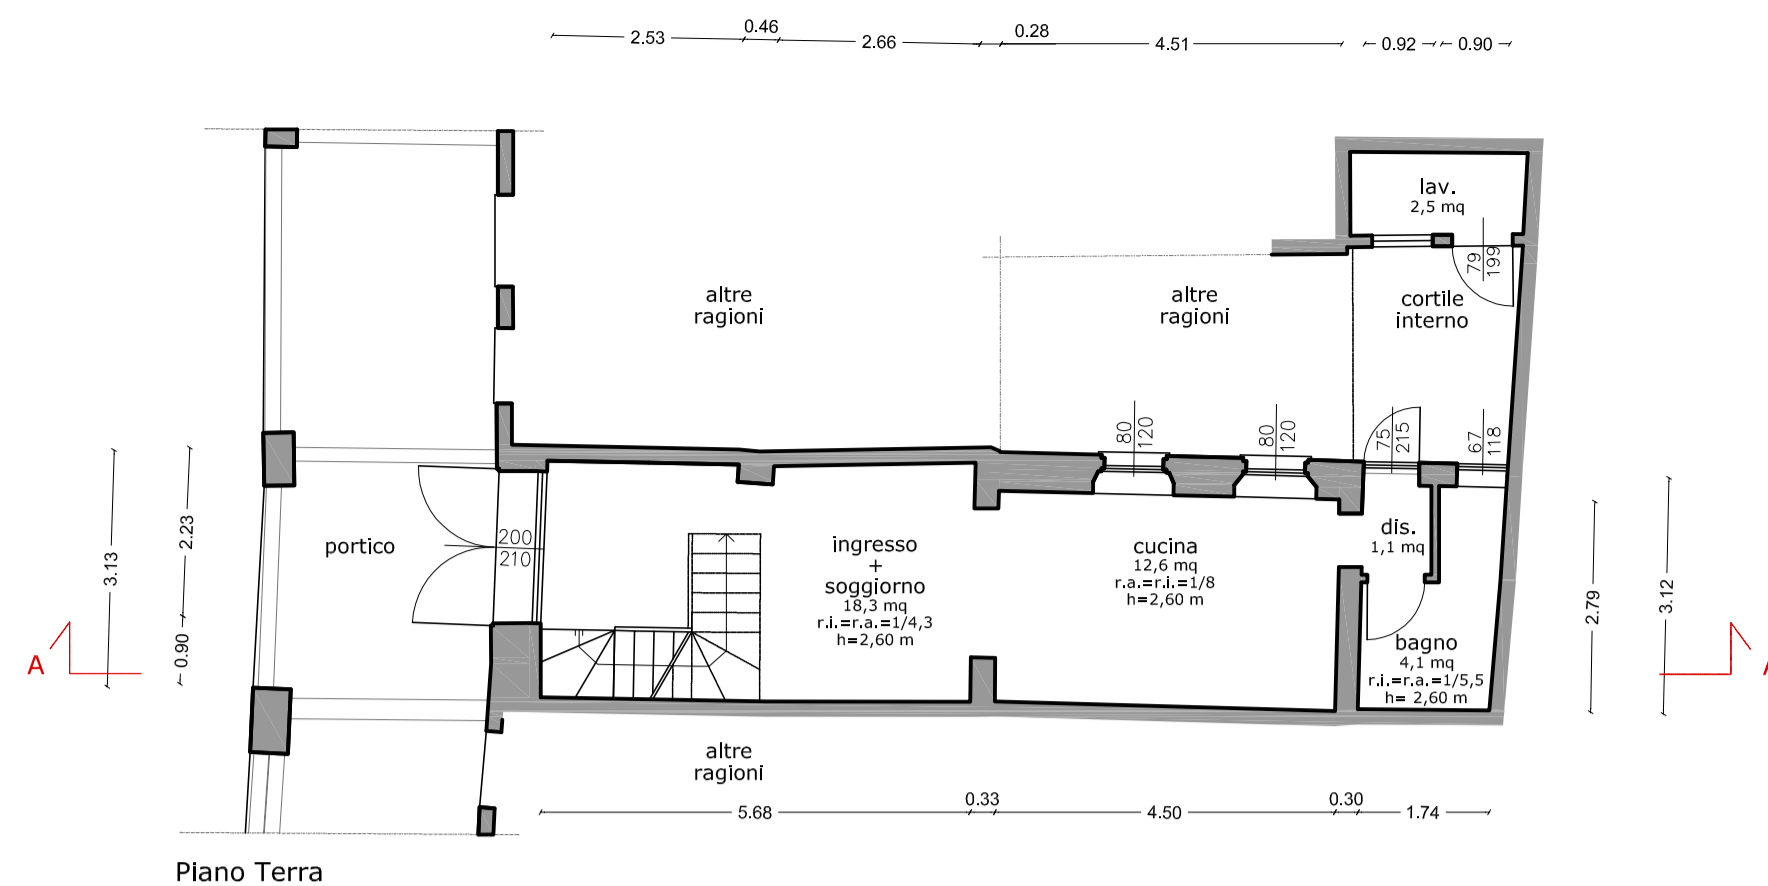 0.46
0.28
2.53
2.66
4.51
0.92
0.90
lav.
2,5 mq
79
199
altre
ragioni
altre
ragioni
cortile
interno
80
120
80
120
75
215
67
118
3.13
2.23
0.90
portico
200
210
ingresso
+
soggiorno
18,3 mq
r.i.=r.a.=1/4,3
h=2,60 m
cucina
12,6 mq
r.a.=r.i.=1/8
h=2,60 m
dis.
1,1 mq
bagno
4,1 mq
r.i.=r.a.=1/5,5
h= 2,60 m
2.79
3.12
A
altre
ragioni
5.68
0.33
4.50
0.30
1.74
Piano Terra